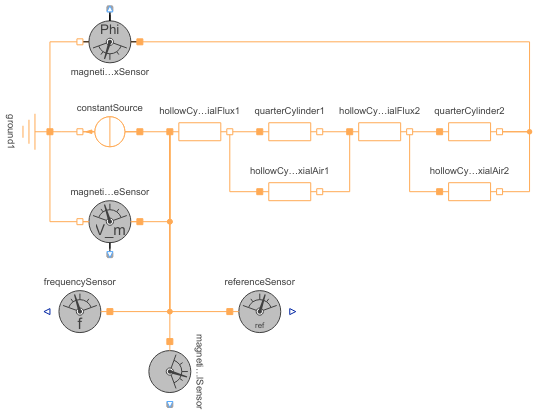 Phi
magneti...xSensor
constantSource
hollowCy...ialFlux1
quarterCylinder1
hollowCy...ialFlux2
quarterCylinder2
ground1
hollowCy...xialAir1
hollowCy...xialAir2
magneti...eSensor
V_m
frequencySensor
referenceSensor
f
ref
magneti...lSensor